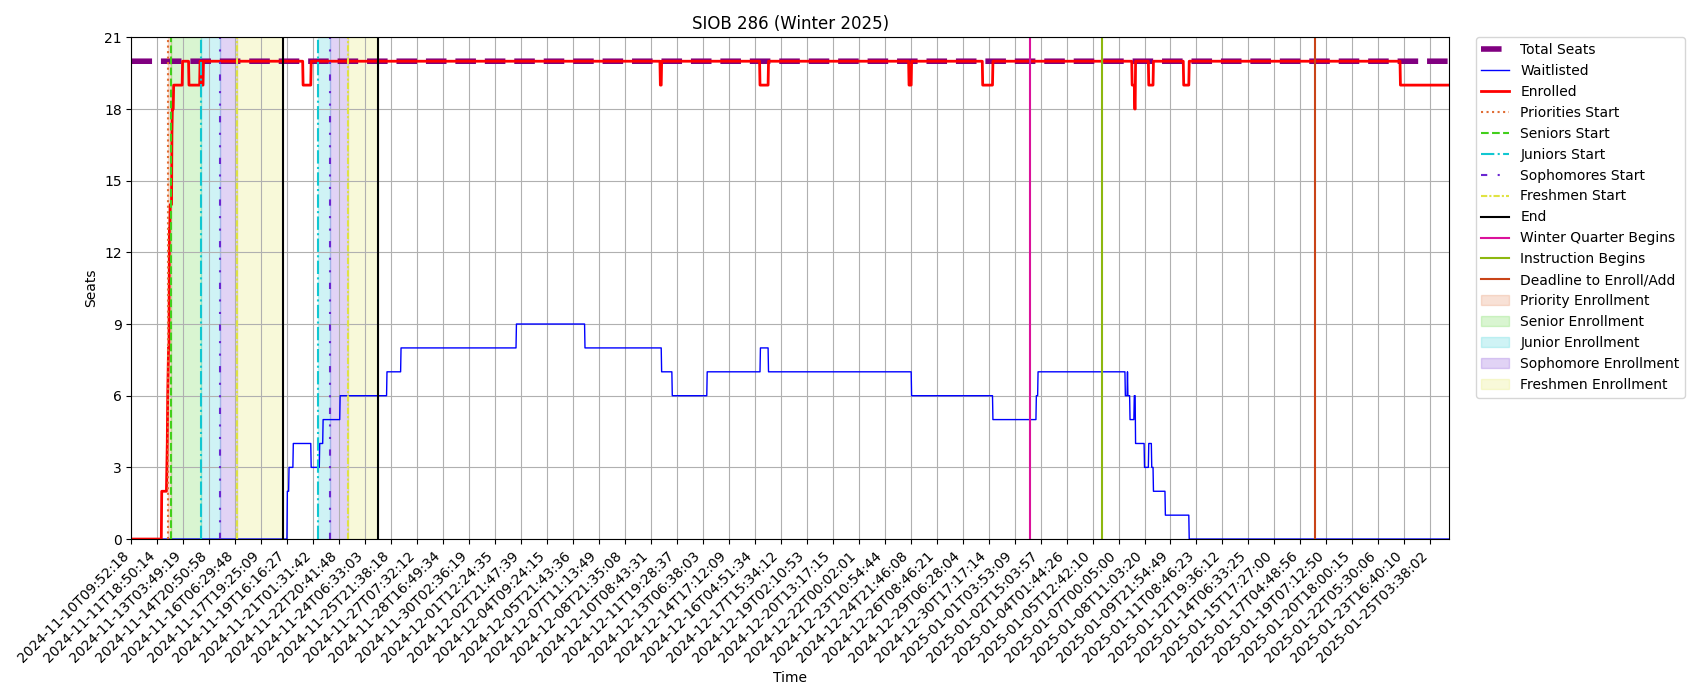 SIOB 286 (Winter 2025)
21
18
15
12
9
6
3
0
Seats
2024-11-10T09:52:18
2024-11-11T18:50:14
2024-11-13T03:49:19
2024-11-14T20:50:58
2024-11-16T06:29:48
2024-11-17T19:25:09
2024-11-19T16:16:27
2024-11-21T01:31:42
2024-11-22T20:41:48
2024-11-24T06:33:03
2024-11-25T21:38:18
2024-11-27T07:32:12
2024-11-28T16:49:34
2024-11-30T02:36:19
2024-12-01T12:24:35
2024-12-02T21:47:39
2024-12-04T09:24:15
2024-12-05T21:43:36
2024-12-07T11:13:49
2024-12-08T21:35:08
2024-12-10T08:43:31
2024-12-11T19:28:37
2024-12-13T06:38:03
2024-12-14T17:12:09
2024-12-16T04:51:34
2024-12-17T15:34:12
2024-12-19T02:10:53
2024-12-20T13:17:15
2024-12-22T00:02:01
2024-12-23T10:54:44
2024-12-24T21:46:08
2024-12-26T08:46:21
2024-12-29T06:28:04
2024-12-30T17:17:14
2025-01-01T03:53:09
2025-01-02T15:03:57
2025-01-04T01:44:26
2025-01-05T12:42:10
2025-01-07T00:05:00
2025-01-08T11:03:20
2025-01-09T21:54:49
2025-01-11T08:46:23
2025-01-12T19:36:12
2025-01-14T06:33:25
2025-01-15T17:27:00
2025-01-17T04:48:56
2025-01-19T07:12:50
2025-01-20T18:00:15
2025-01-22T05:30:06
2025-01-23T16:40:10
2025-01-25T03:38:02
Time
Total Seats
Waitlisted
Enrolled
Priorities Start
Seniors Start
Juniors Start
Sophomores Start
Freshmen Start
End
Winter Quarter Begins
Instruction Begins
Deadline to Enroll/Add
Priority Enrollment
Senior Enrollment
Junior Enrollment
Sophomore Enrollment
Freshmen Enrollment